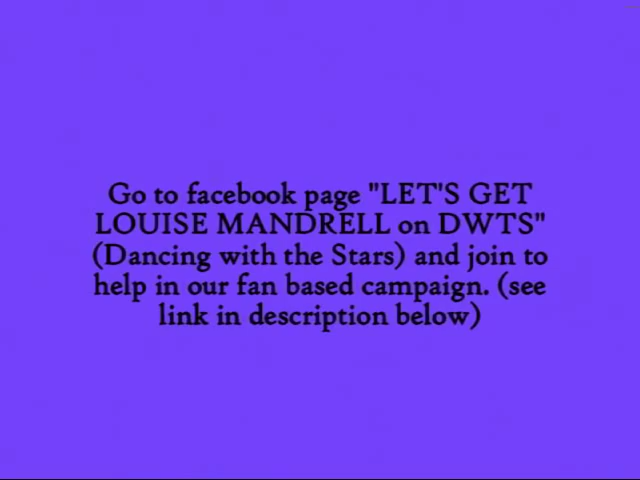 Go to facebook page "LET'S GET
LOUISE MANDRELL on DWTS"
(Dancing with the Stars) and join to
help in our fan based campaign. (see
link in description below)